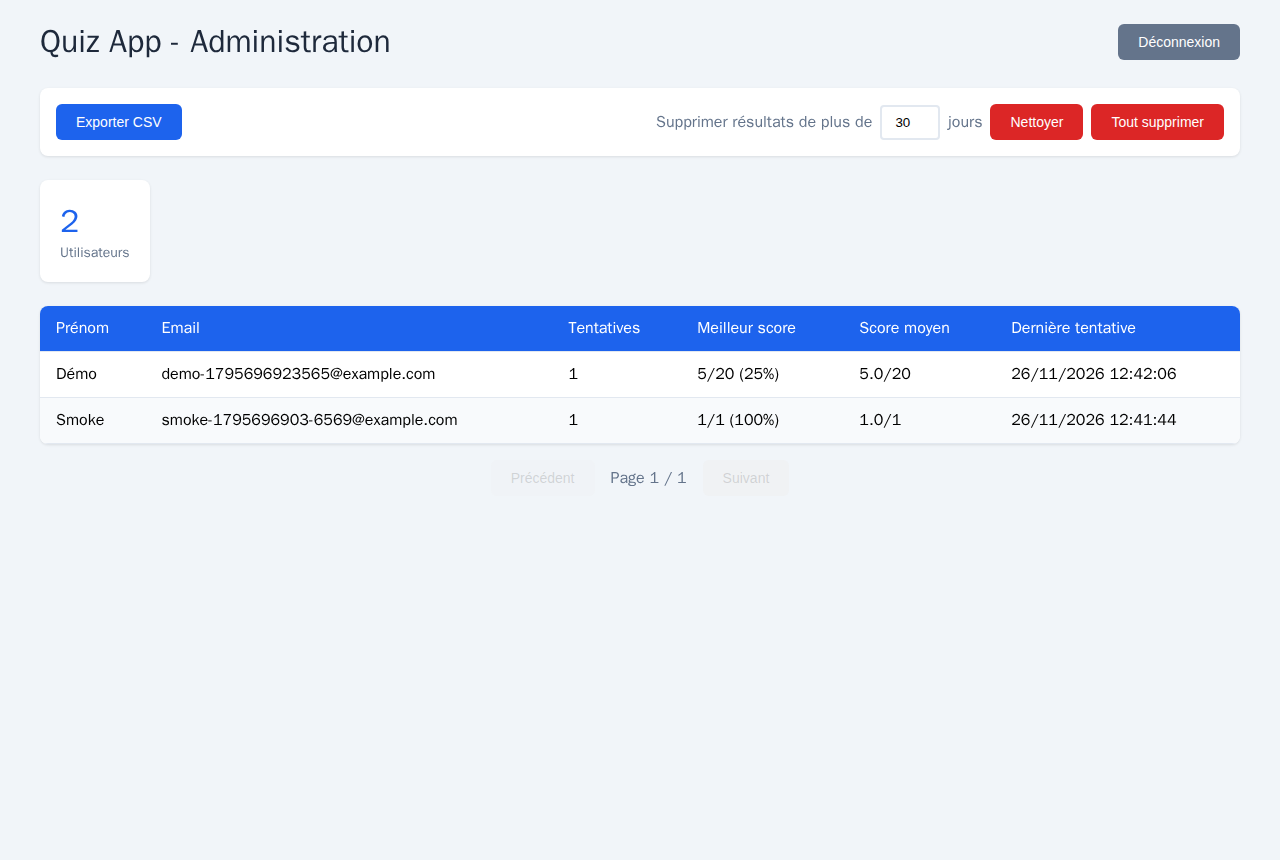 Quiz App - Administration
Déconnexion
Exporter CSV
Supprimer résultats de plus de 30 jours Nettoyer Tout supprimer
2
Utilisateurs
Prénom Email Tentatives Meilleur score Score moyen Dernière tentative
Démo demo-1795696923565@example.com 1 5/20 (25%) 5.0/20 26/11/2026 12:42:06
Smoke smoke-1795696903-6569@example.com 1 1/1 (100%) 1.0/1 26/11/2026 12:41:44
Précédent Page 1 / 1 Suivant